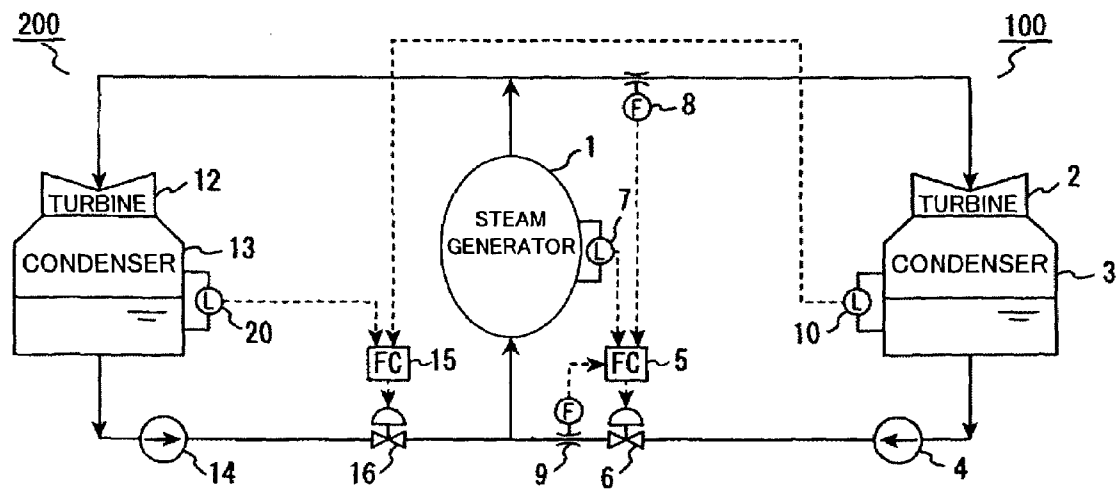 200
100
8
F
1
12
TURBINE
2
TURBINE
STEAM
GENERATOR
7
L
13
CONDENSER
CONDENSER
3
L
20
10
L
FC
15
FC
5
F
14
16
9
6
4